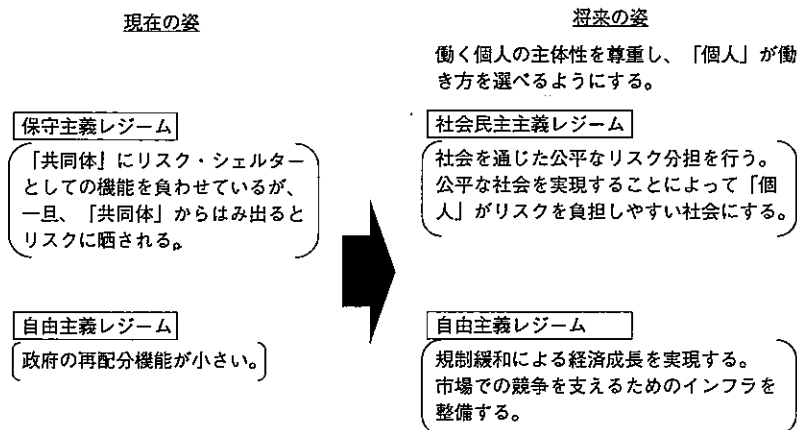 現在の姿
保守主義レジーム
「共同体」にリスク・シェルター
としての機能を負わせているが、
一旦、「共同体」からはみ出ると
リスクに晒される。
自由主義レジーム
政府の再配分機能が小さい。
将来の姿
働く個人の主体性を尊重し、「個人」が働
き方を選べるようにする。
社会民主主義レジーム
社会を通じた公平なリスク分担を行う。
公平な社会を実現することによって「個
人」がリスクを負担しやすい社会にする。
自由主義レジーム
規制緩和による経済成長を実現する。
市場での競争を支えるためのインフラを
整備する。